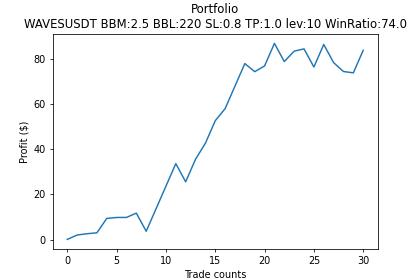 Portfolio
WAVESUSDT BBM:2.5 BBL:220 SL:0.8 TP:1.0 lev:10 WinRatio:74.0
80
60
40
20
0
Profit ($)
0 5 10 15 20 25 30
Trade counts